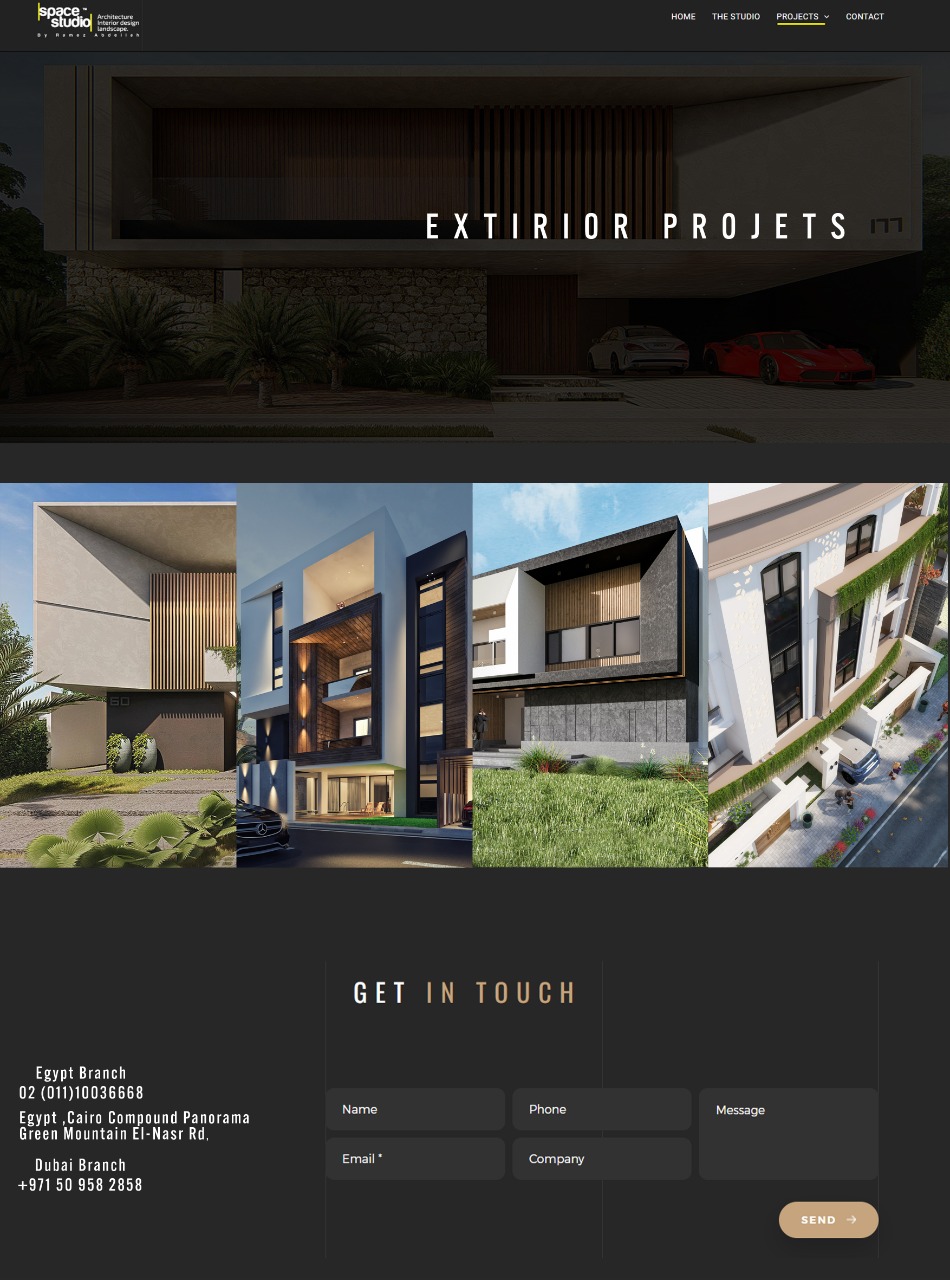 space™
studio
Architecture
Interior design
landscape.
By Ramez Abdellah
HOME THE STUDIO PROJECTS CONTACT
EXTIRIOR PROJETS
GET IN TOUCH
Egypt Branch
02 (011)10036668
Egypt ,Cairo Compound Panorama
Green Mountain El-Nasr Rd,
Dubai Branch
+971 50 958 2858
Name Phone Message
Email * Company
SEND